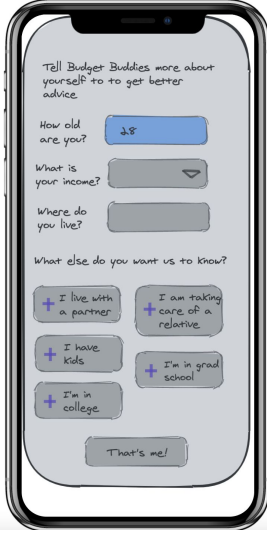 Tell Budget Buddies more about
yourself to to get better
advice
How old
are you?
28
What is
your income?
Where do
you live?
What else do you want us to know?
+ I live with
a partner
+ I am taking
care of a
relative
+ I have
kids
+ I'm in grad
school
+ I'm in
college
That's me!